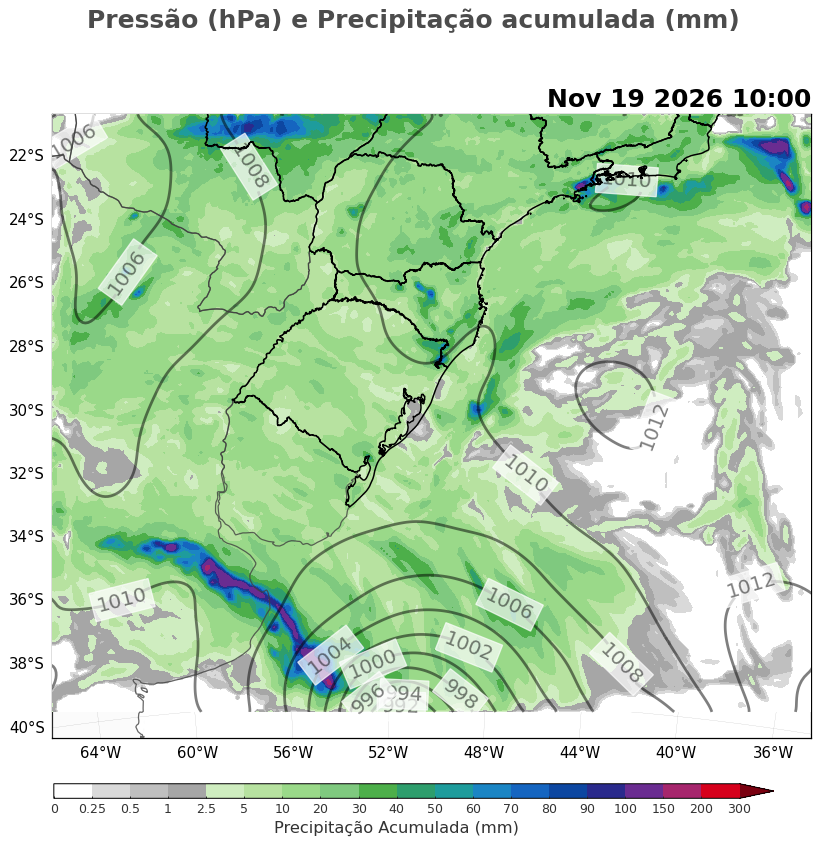 Pressão (hPa) e Precipitação acumulada (mm)
Nov 19 2026 10:00
1006
1008
1010
1006
1012
1010
1012
1010
1006
1004
1002
1008
1000
998
996
994
992
22°S
24°S
26°S
28°S
30°S
32°S
34°S
36°S
38°S
40°S
64°W 60°W 56°W 52°W 48°W 44°W 40°W 36°W
0 0.25 0.5 1 2.5 5 10 20 30 40 50 60 70 80 90 100 150 200 300
Precipitação Acumulada (mm)